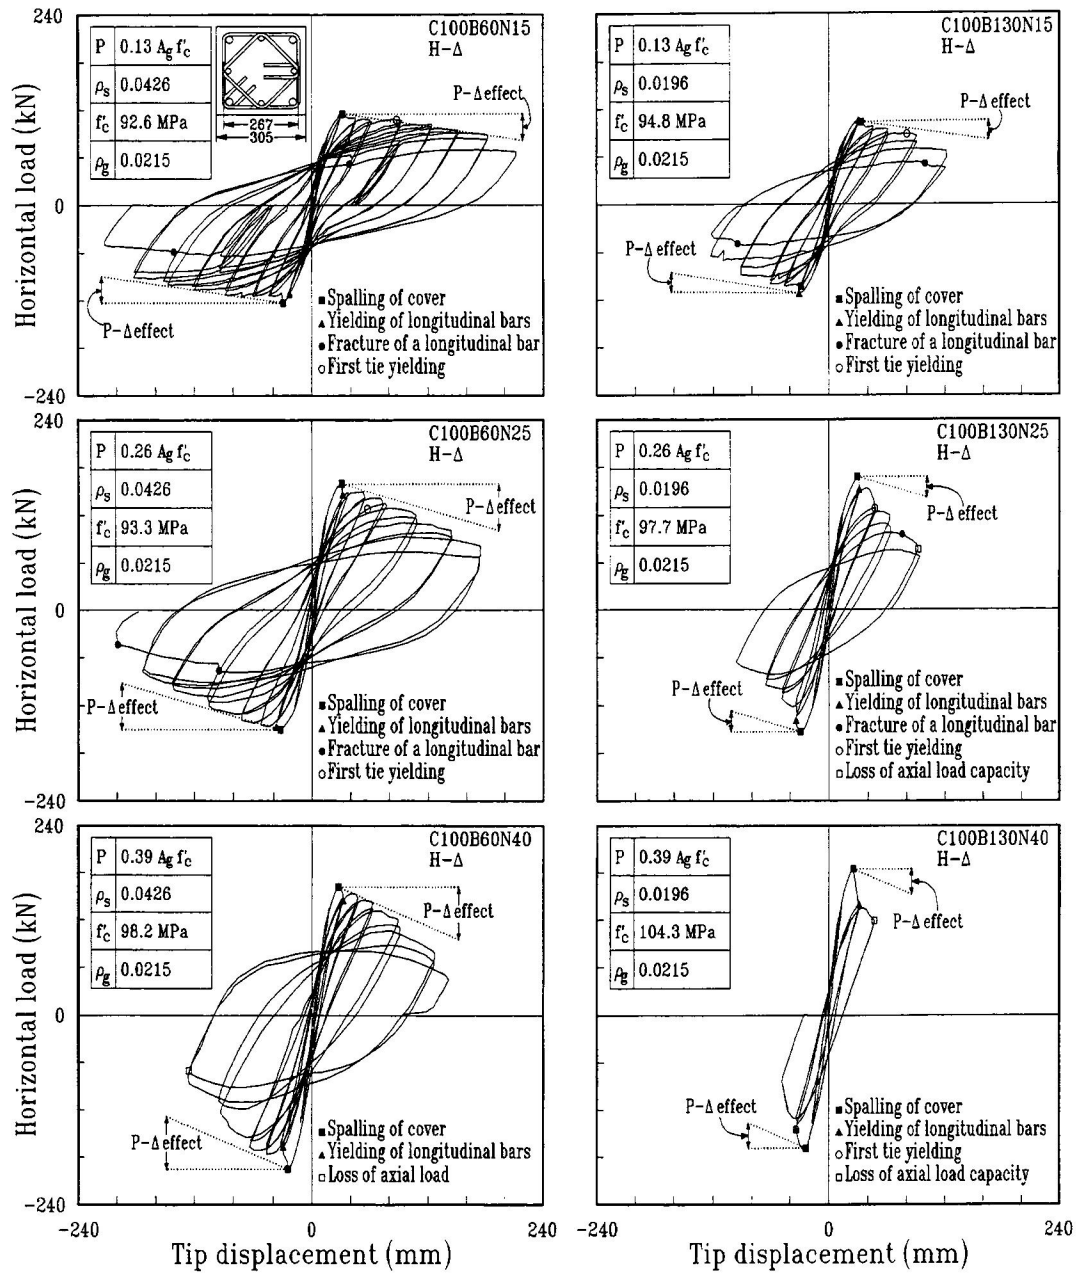 240
C100B60N15
H-Δ
P 0.13 Ag f'c
ρs 0.0426
f'c 92.6 MPa
ρg 0.0215
267
305
P-Δ effect
Horizontal load (kN)
0
P-Δ effect
■ Spalling of cover
▲ Yielding of longitudinal bars
● Fracture of a longitudinal bar
○ First tie yielding
-240
C100B130N15
H-Δ
P 0.13 Ag f'c
ρs 0.0196
f'c 94.8 MPa
ρg 0.0215
P-Δ effect
P-Δ effect
■ Spalling of cover
▲ Yielding of longitudinal bars
● Fracture of a longitudinal bar
○ First tie yielding
240
C100B60N25
H-Δ
P 0.26 Ag f'c
ρs 0.0426
f'c 93.3 MPa
ρg 0.0215
P-Δ effect
Horizontal load (kN)
0
P-Δ effect
■ Spalling of cover
▲ Yielding of longitudinal bars
● Fracture of a longitudinal bar
○ First tie yielding
-240
C100B130N25
H-Δ
P 0.26 Ag f'c
ρs 0.0196
f'c 97.7 MPa
ρg 0.0215
P-Δ effect
P-Δ effect
■ Spalling of cover
▲ Yielding of longitudinal bars
● Fracture of a longitudinal bar
○ First tie yielding
□ Loss of axial load capacity
240
C100B60N40
H-Δ
P 0.39 Ag f'c
ρs 0.0426
f'c 98.2 MPa
ρg 0.0215
P-Δ effect
Horizontal load (kN)
0
P-Δ effect
■ Spalling of cover
▲ Yielding of longitudinal bars
□ Loss of axial load
-240
-240 0 240
Tip displacement (mm)
C100B130N40
H-Δ
P 0.39 Ag f'c
ρs 0.0196
f'c 104.3 MPa
ρg 0.0215
P-Δ effect
P-Δ effect
■ Spalling of cover
▲ Yielding of longitudinal bars
○ First tie yielding
□ Loss of axial load capacity
0 240
Tip displacement (mm)